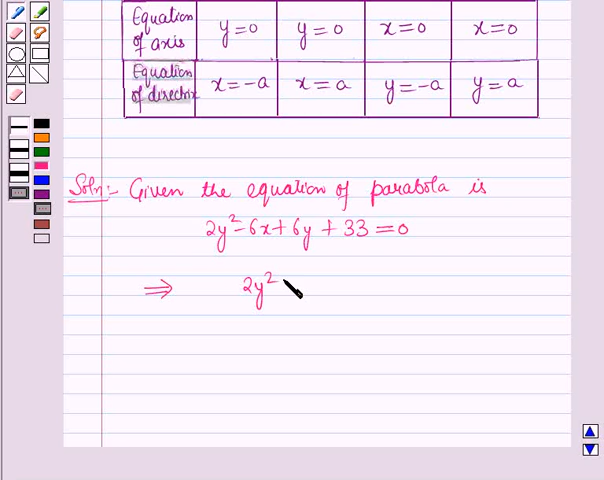 Equation of axis y=0 y=0 x=0 x=0
Equation of directrix x=-a x=a y=-a y=a
Soln:- Given the equation of parabola is
2y²-6x+6y+33=0
⇒ 2y²